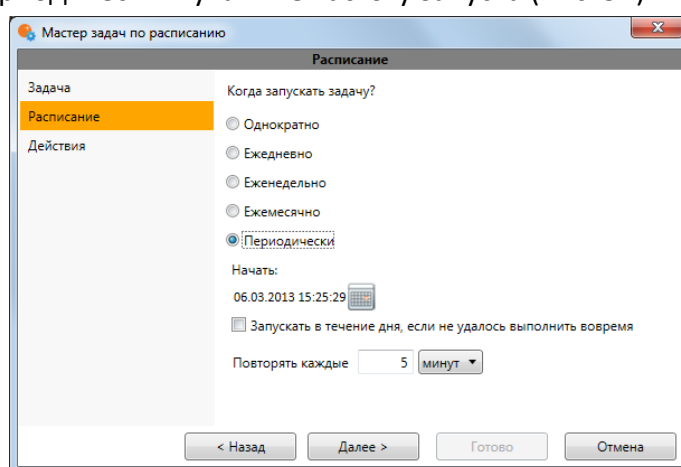 Мастер задач по расписанию
Расписание
Задача
Расписание
Действия
Когда запускать задачу?
Однократно
Ежедневно
Еженедельно
Ежемесячно
Периодически
Начать:
06.03.2013 15:25:29
Запускать в течение дня, если не удалось выполнить вовремя
Повторять каждые 5 минут
< Назад Далее > Готово Отмена